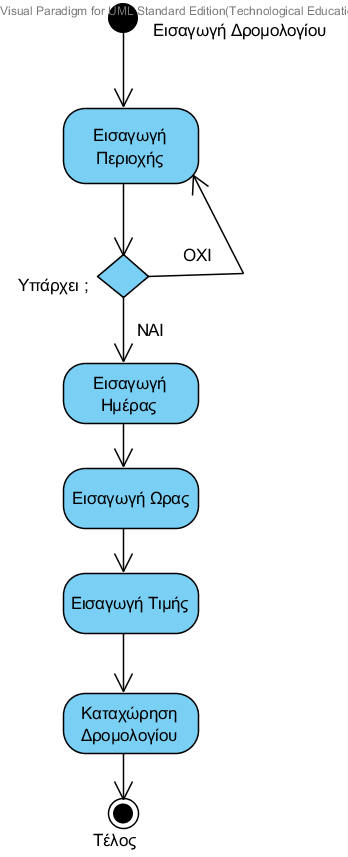 Visual Paradigm for UML Standard Edition(Technological Educati
Εισαγωγή Δρομολογίου
Εισαγωγή
Περιοχής
ΟΧΙ
Υπάρχει ;
ΝΑΙ
Εισαγωγή
Ημέρας
Εισαγωγή Ωρας
Εισαγωγή Τιμής
Καταχώρηση
Δρομολογίου
Τέλος